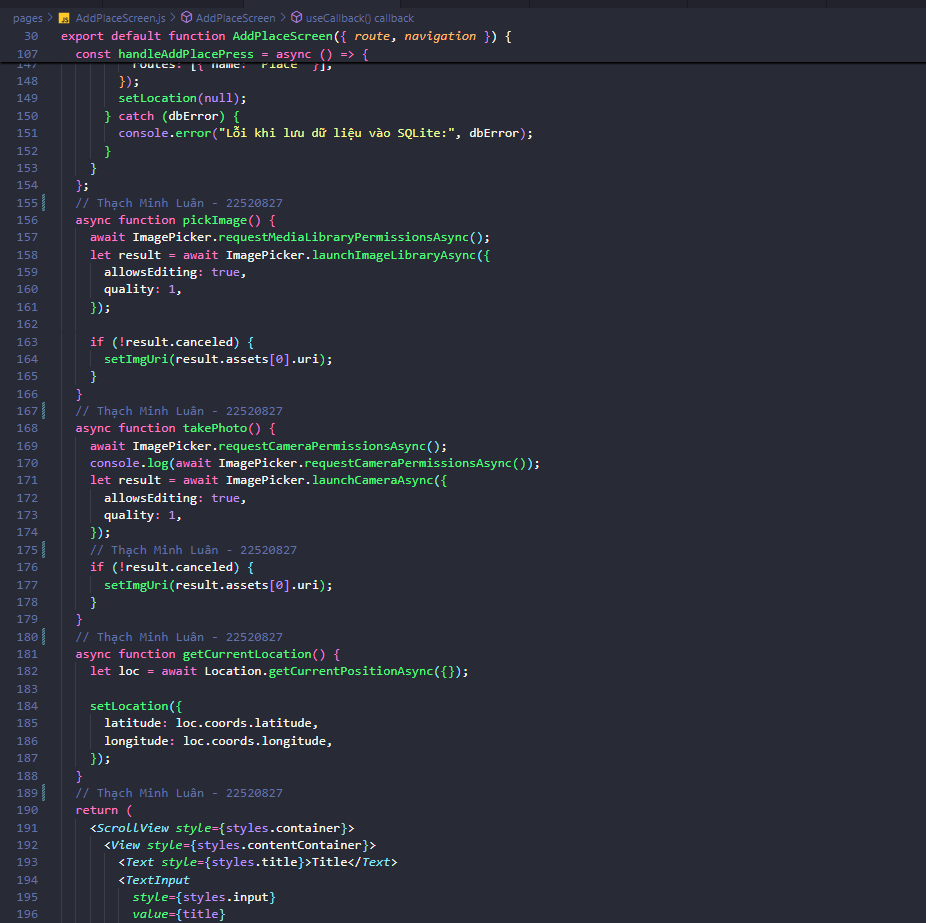 pages > AddPlaceScreen.js > AddPlaceScreen > useCallback() callback
30 export default function AddPlaceScreen({ route, navigation }) {
107 const handleAddPlacePress = async () => {
147 routes: [{ name: "Place" }],
148 });
149 setLocation(null);
150 } catch (dbError) {
151 console.error("Lỗi khi lưu dữ liệu vào SQLite:", dbError);
152 }
153 }
154 };
155 // Thạch Minh Luân - 22520827
156 async function pickImage() {
157 await ImagePicker.requestMediaLibraryPermissionsAsync();
158 let result = await ImagePicker.launchImageLibraryAsync({
159 allowsEditing: true,
160 quality: 1,
161 });
162
163 if (!result.canceled) {
164 setImgUri(result.assets[0].uri);
165 }
166 }
167 // Thạch Minh Luân - 22520827
168 async function takePhoto() {
169 await ImagePicker.requestCameraPermissionsAsync();
170 console.log(await ImagePicker.requestCameraPermissionsAsync());
171 let result = await ImagePicker.launchCameraAsync({
172 allowsEditing: true,
173 quality: 1,
174 });
175 // Thạch Minh Luân - 22520827
176 if (!result.canceled) {
177 setImgUri(result.assets[0].uri);
178 }
179 }
180 // Thạch Minh Luân - 22520827
181 async function getCurrentLocation() {
182 let loc = await Location.getCurrentPositionAsync({});
183
184 setLocation({
185 latitude: loc.coords.latitude,
186 longitude: loc.coords.longitude,
187 });
188 }
189 // Thạch Minh Luân - 22520827
190 return (
191 <ScrollView style={styles.container}>
192 <View style={styles.contentContainer}>
193 <Text style={styles.title}>Title</Text>
194 <TextInput
195 style={styles.input}
196 value={title}